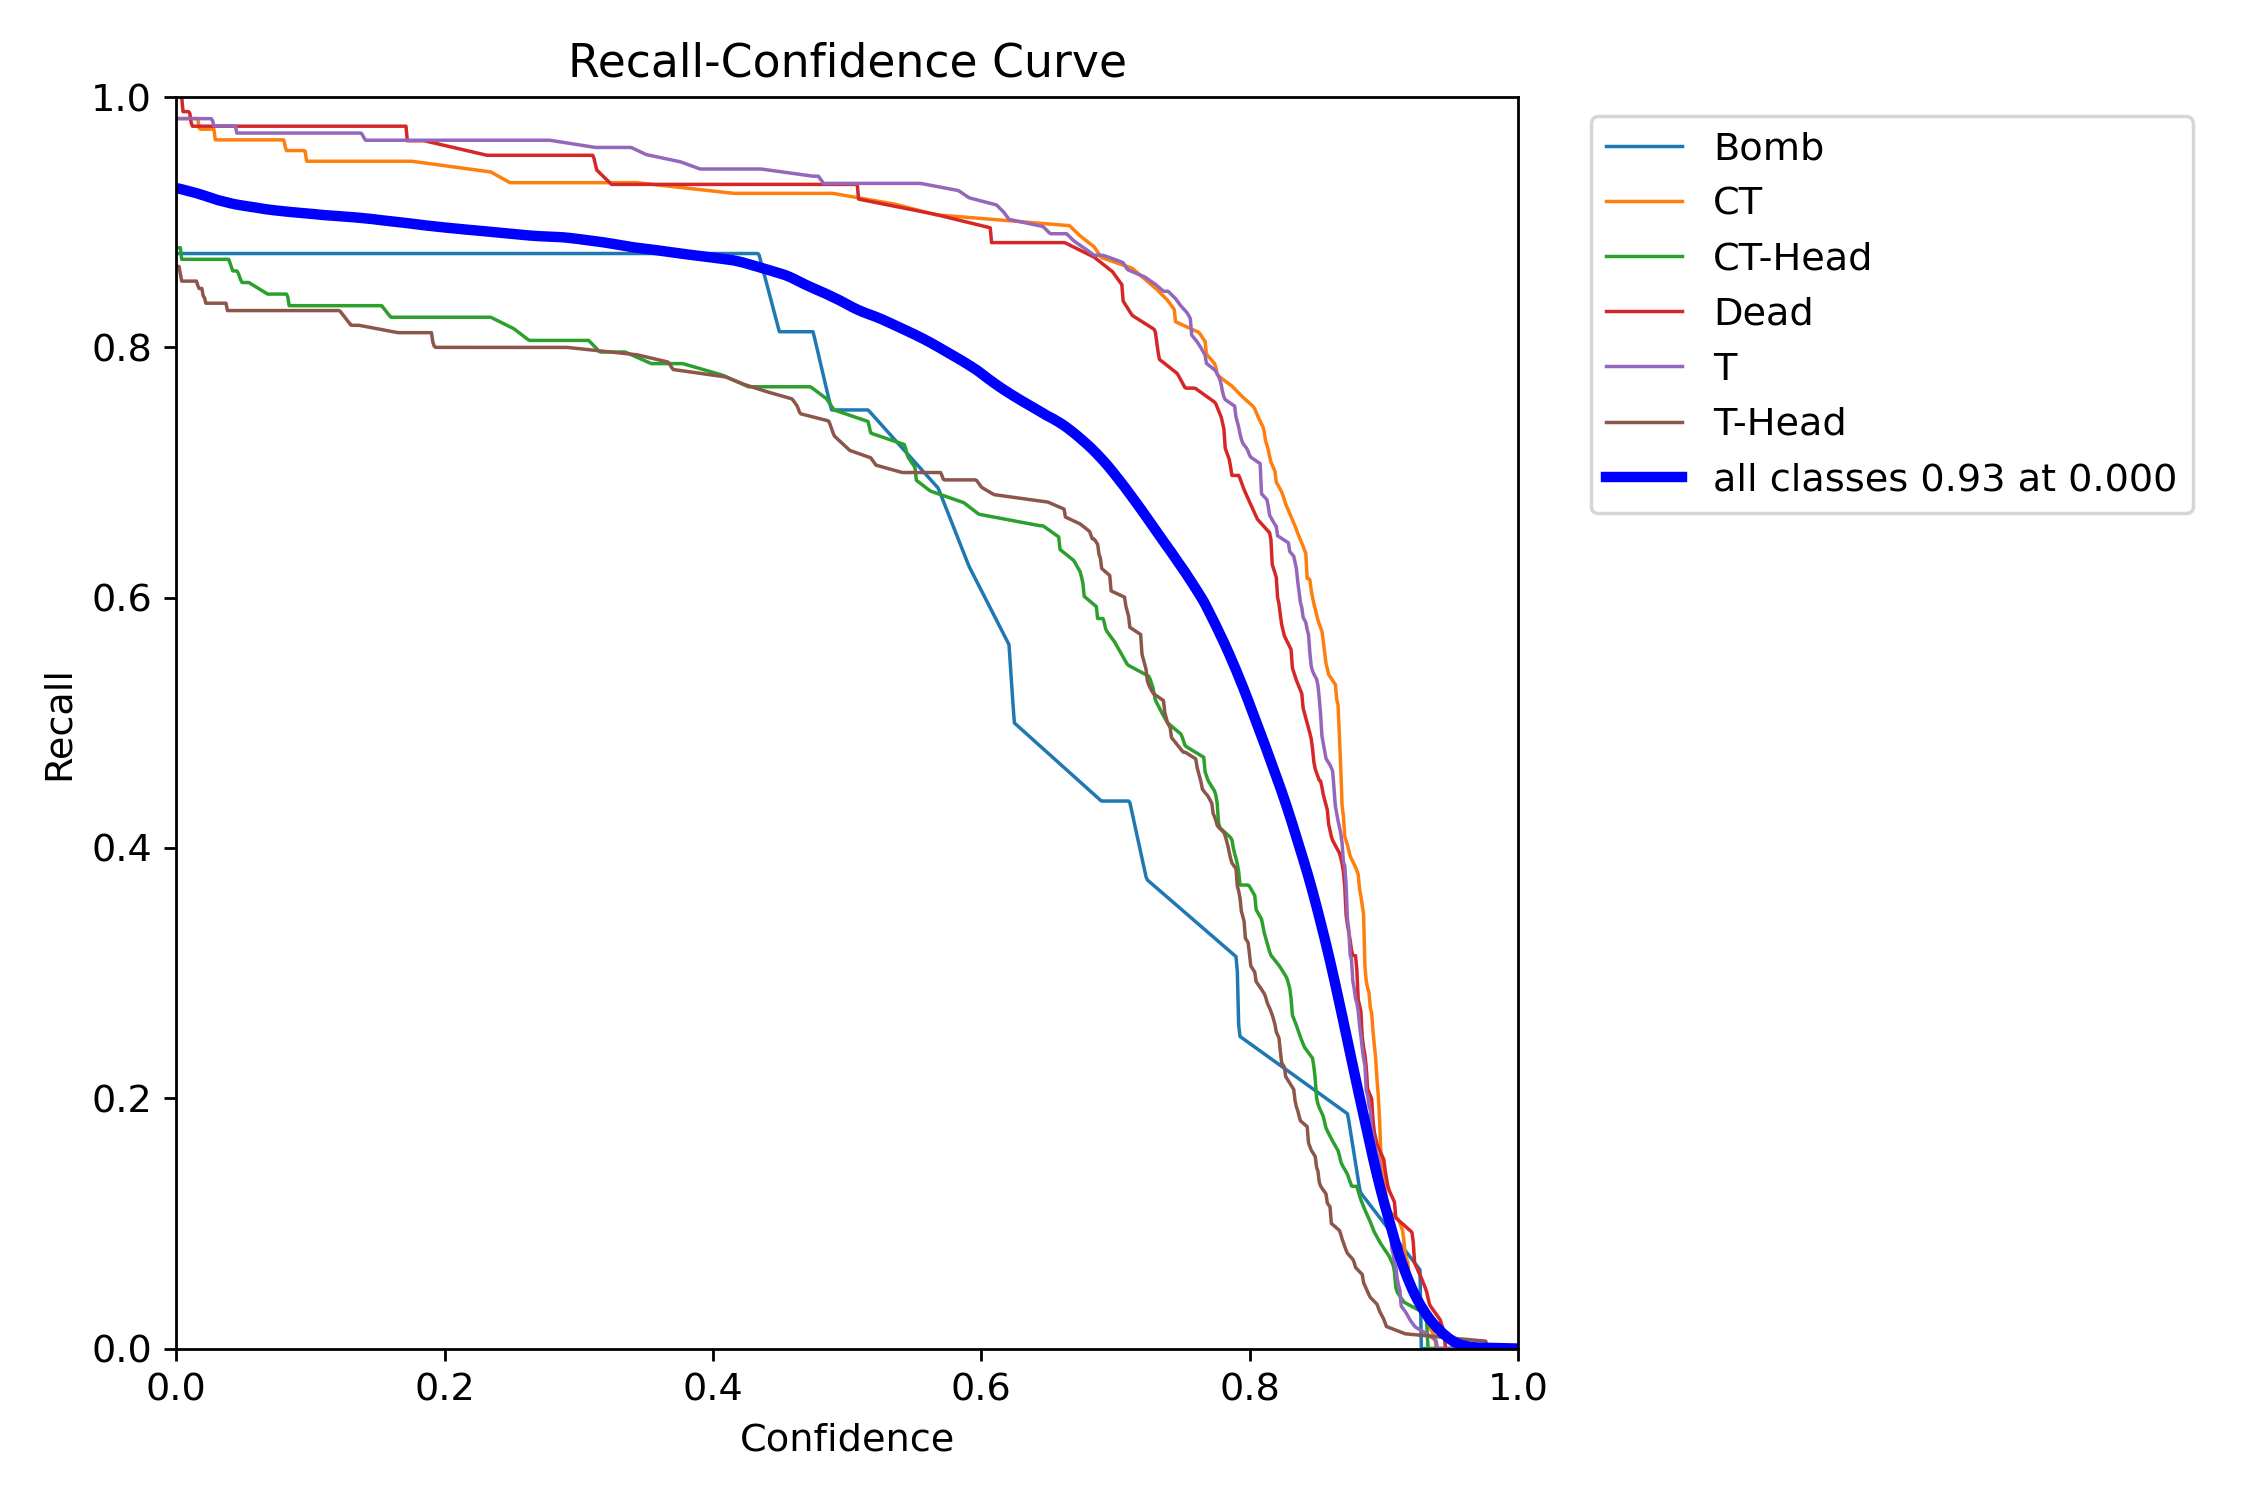 Recall-Confidence Curve
1.0
0.8
0.6
0.4
0.2
0.0
Recall
0.0 0.2 0.4 0.6 0.8 1.0
Confidence
Bomb
CT
CT-Head
Dead
T
T-Head
all classes 0.93 at 0.000